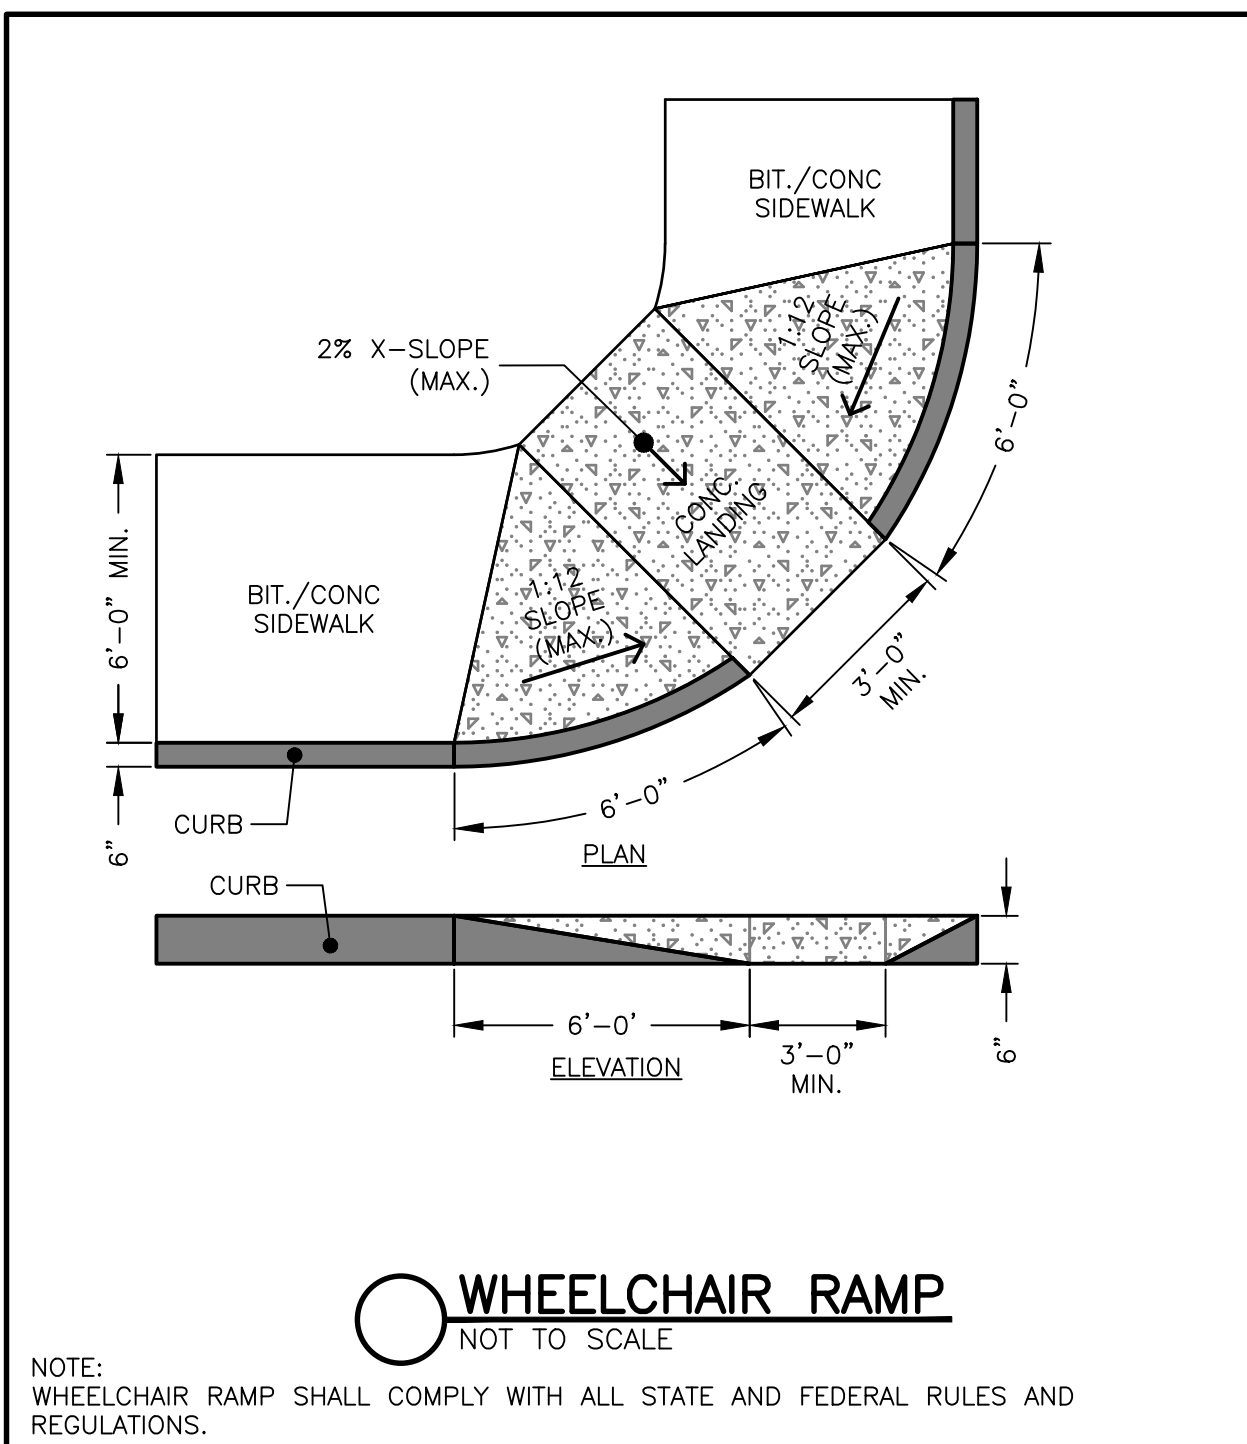 BIT./CONC
SIDEWALK
1:12
SLOPE
(MAX.)
2% X-SLOPE
(MAX.)
6'-0"
CONC.
LANDING
6'-0" MIN.
BIT./CONC
SIDEWALK
1:12
SLOPE
(MAX.)
3'-0"
MIN.
6'-0"
CURB
6"
PLAN
CURB
6'-0'
3'-0"
MIN.
6"
ELEVATION
WHEELCHAIR RAMP
NOT TO SCALE
NOTE:
WHEELCHAIR RAMP SHALL COMPLY WITH ALL STATE AND FEDERAL RULES AND
REGULATIONS.